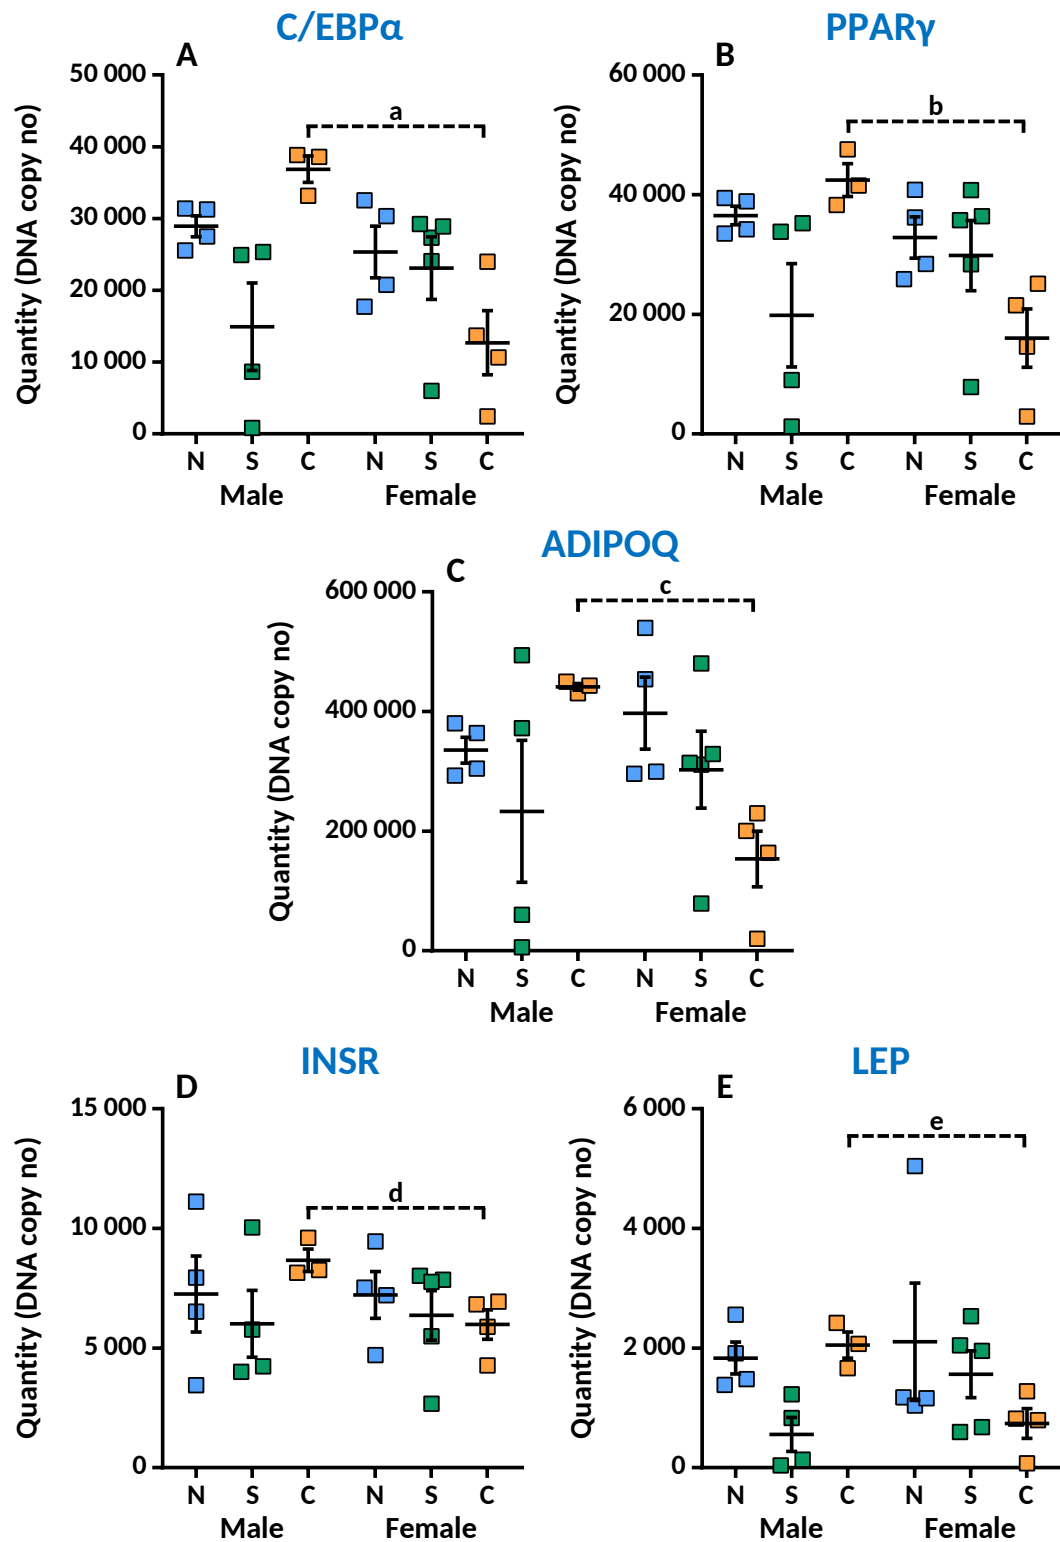 C/EBPα
A
Quantity (DNA copy no)
50 000
40 000
30 000
20 000
10 000
0
a
N S C N S C
Male Female
PPARγ
B
Quantity (DNA copy no)
60 000
40 000
20 000
0
b
N S C N S C
Male Female
ADIPOQ
C
Quantity (DNA copy no)
600 000
400 000
200 000
0
c
N S C N S C
Male Female
INSR
D
Quantity (DNA copy no)
15 000
10 000
5 000
0
d
N S C N S C
Male Female
LEP
E
Quantity (DNA copy no)
6 000
4 000
2 000
0
e
N S C N S C
Male Female